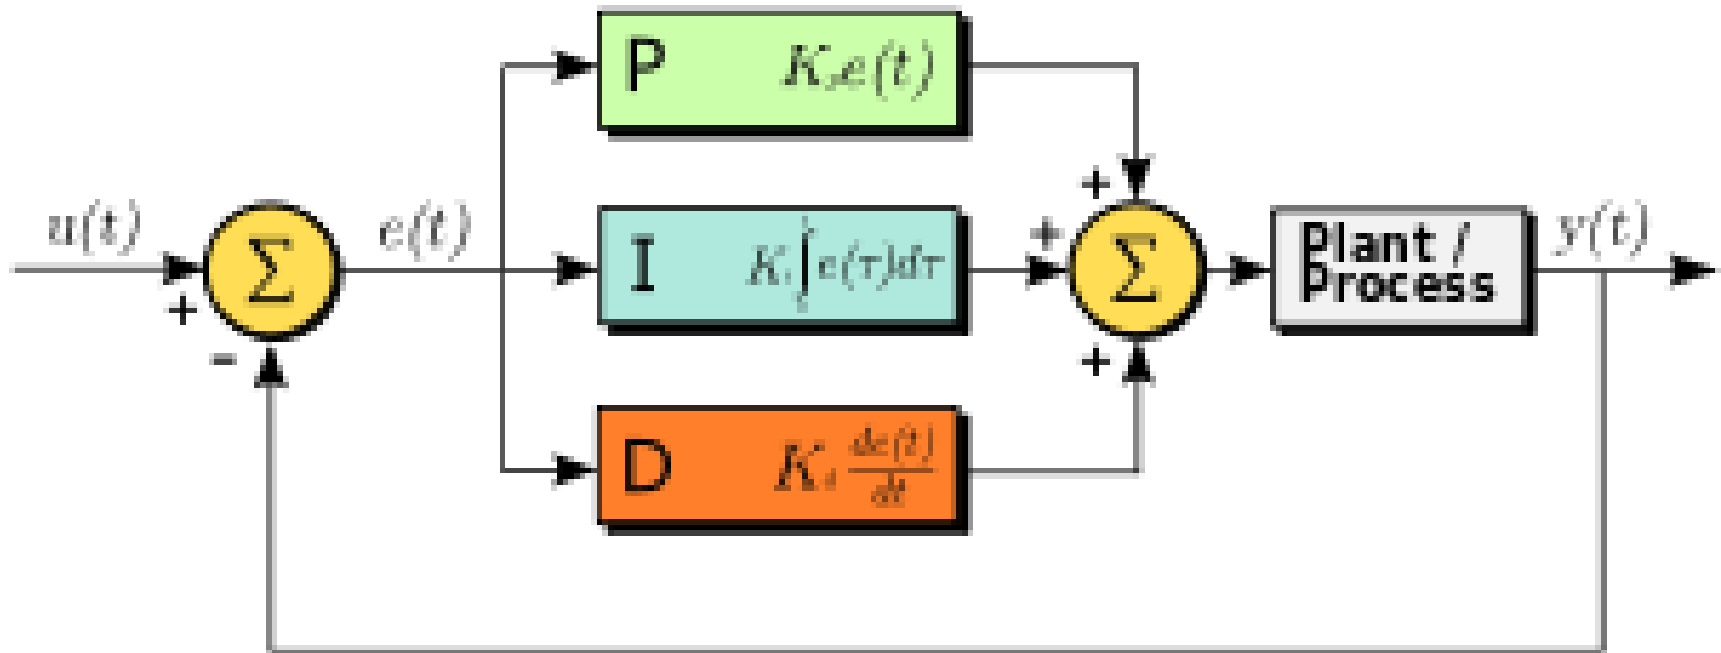 P K_p e(t)
u(t)
+
-
Σ
e(t)
I K_i ∫ e(τ)dτ
D K_d de(t)/dt
+
+
+
Σ
Plant /
Process
y(t)